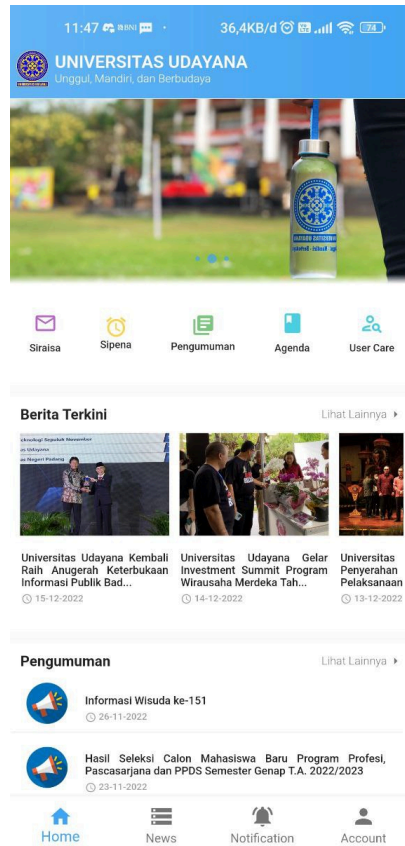 11:47 BNI 36,4KB/d 74
UNIVERSITAS UDAYANA
Unggul, Mandiri, dan Berbudaya
Siraisa
Sipena
Pengumuman
Agenda
User Care
Berita Terkini
Lihat Lainnya
Universitas Udayana Kembali
Raih Anugerah Keterbukaan
Informasi Publik Bad...
15-12-2022
Universitas Udayana Gelar
Investment Summit Program
Wirausaha Merdeka Tah...
14-12-2022
Universitas
Penyerahan
Pelaksanaan
13-12-2022
Pengumuman
Lihat Lainnya
Informasi Wisuda ke-151
26-11-2022
Hasil Seleksi Calon Mahasiswa Baru Program Profesi,
Pascasarjana dan PPDS Semester Genap T.A. 2022/2023
23-11-2022
Home
News
Notification
Account